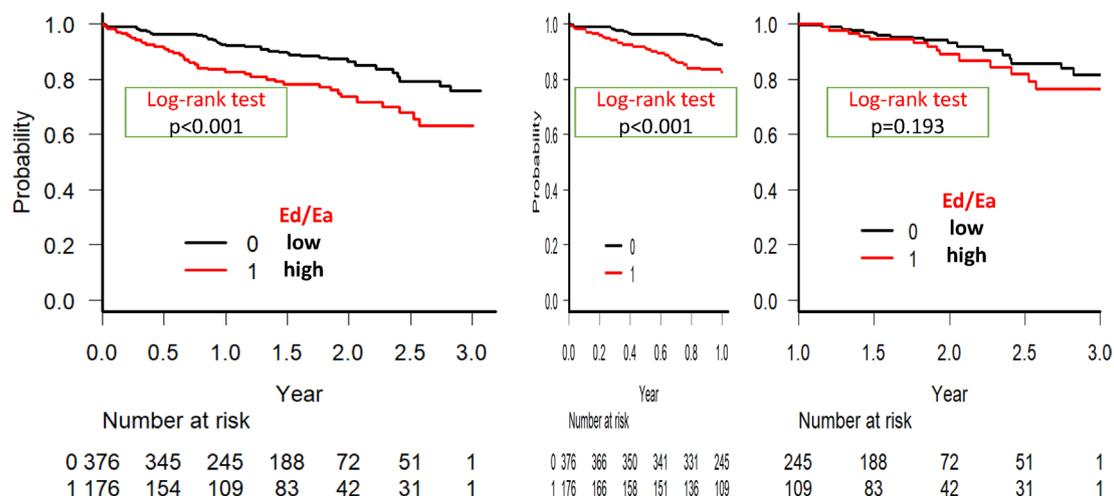 1.0
0.8
0.6
0.4
0.2
0.0
Probability
Log-rank test
p<0.001
Ed/Ea
0 low
1 high
0.0 0.5 1.0 1.5 2.0 2.5 3.0
Year
Number at risk
0 376 345 245 188 72 51 1
1 176 154 109 83 42 31 1
1.0
0.8
0.6
0.4
0.2
0.0
Probability
Log-rank test
p<0.001
0
1
0.0 0.2 0.4 0.6 0.8 1.0
Year
Number at risk
0 376 366 350 341 331 245
1 176 166 158 151 136 109
1.0
0.8
0.6
0.4
0.2
0.0
Log-rank test
p=0.193
Ed/Ea
0 low
1 high
1.0 1.5 2.0 2.5 3.0
Year
Number at risk
245 188 72 51 1
109 83 42 31 1